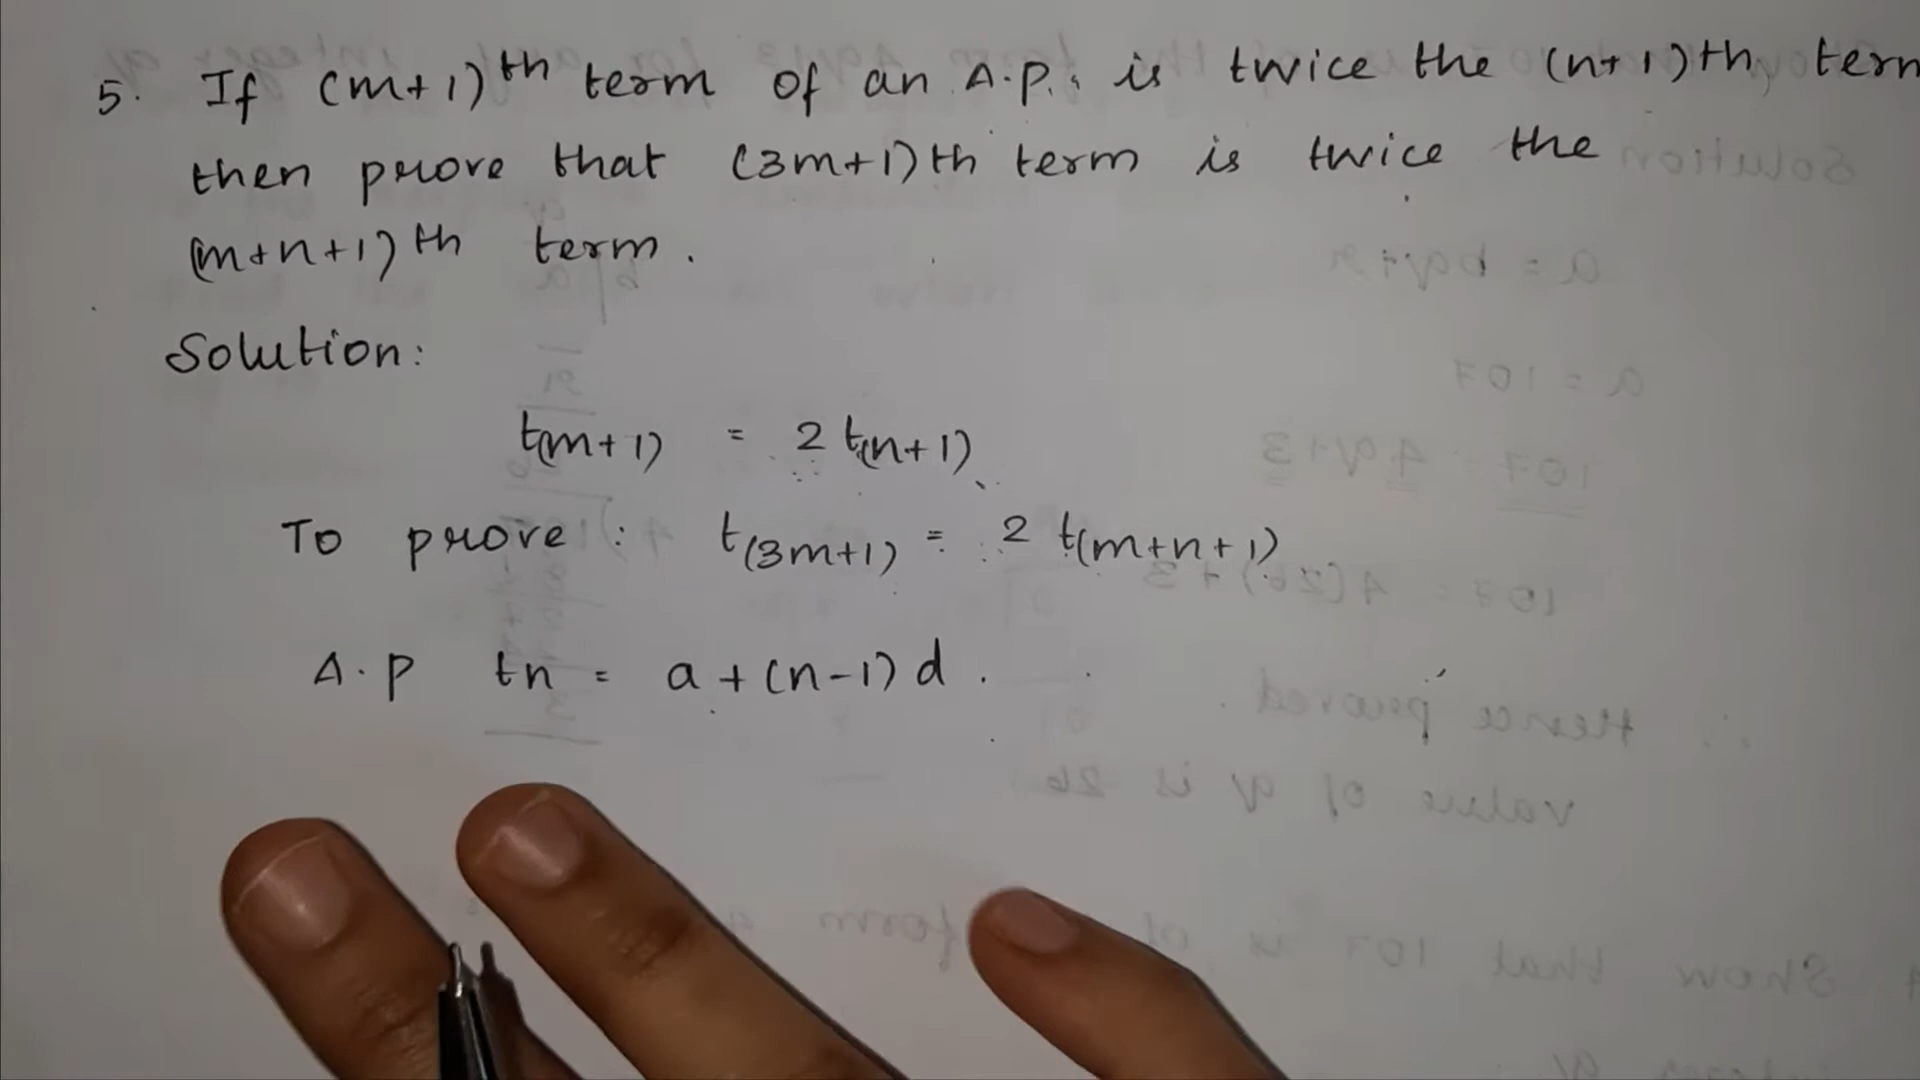 5. If (m+1)th term of an A.P. is twice the (n+1)th term
then prove that (3m+1)th term is twice the
(m+n+1)th term.
Solution:
t(m+1) = 2 t(n+1)
To prove: t(3m+1) = 2 t(m+n+1)
A.P tn = a+(n-1)d.